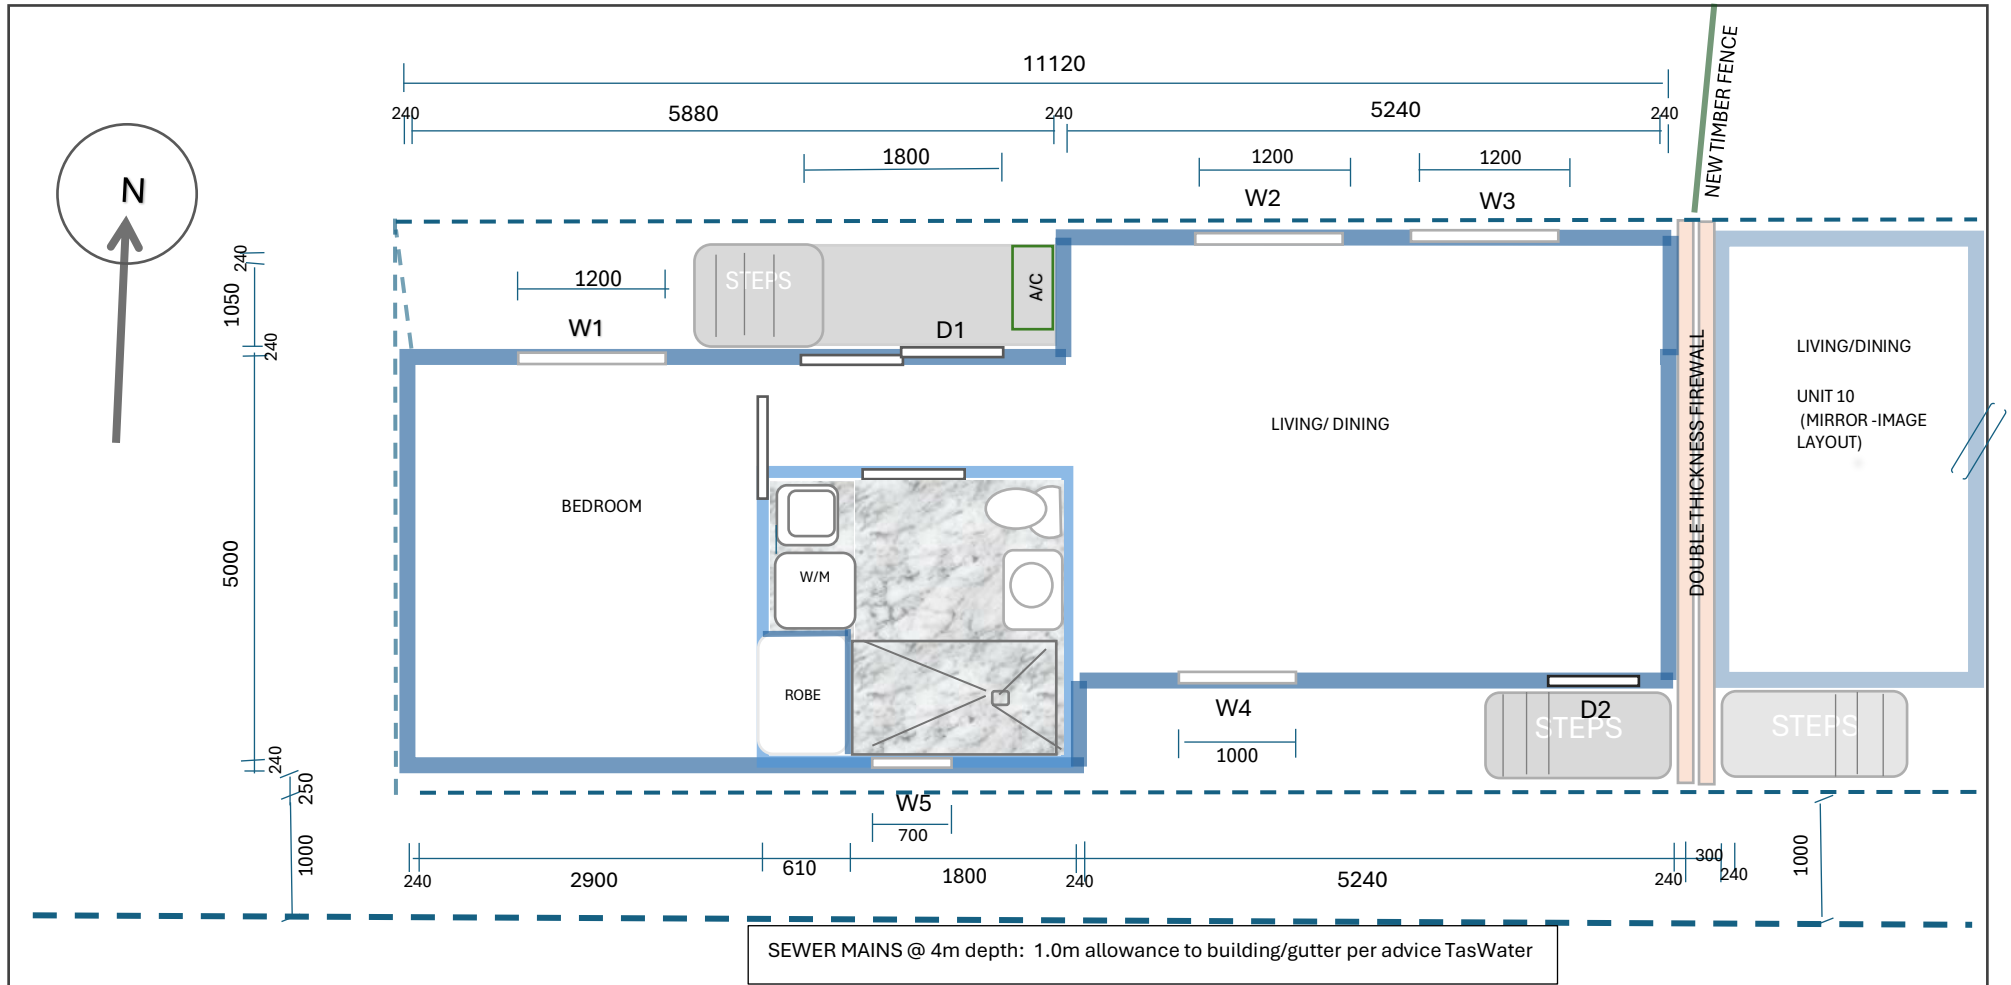 11120
240
5880
240
5240
240
1800
1200
1200
W2
W3
NEW TIMBER FENCE
N
240
1050
240
1200
W1
STEPS
D1
A/C
LIVING/DINING
UNIT 10
(MIRROR -IMAGE
LAYOUT)
DOUBLE THICKNESS FIREWALL
LIVING/ DINING
BEDROOM
5000
W/M
ROBE
W4
1000
D2
STEPS
STEPS
240
250
1000
W5
700
240
2900
610
1800
240
5240
240
300
240
1000
SEWER MAINS @ 4m depth: 1.0m allowance to building/gutter per advice TasWater